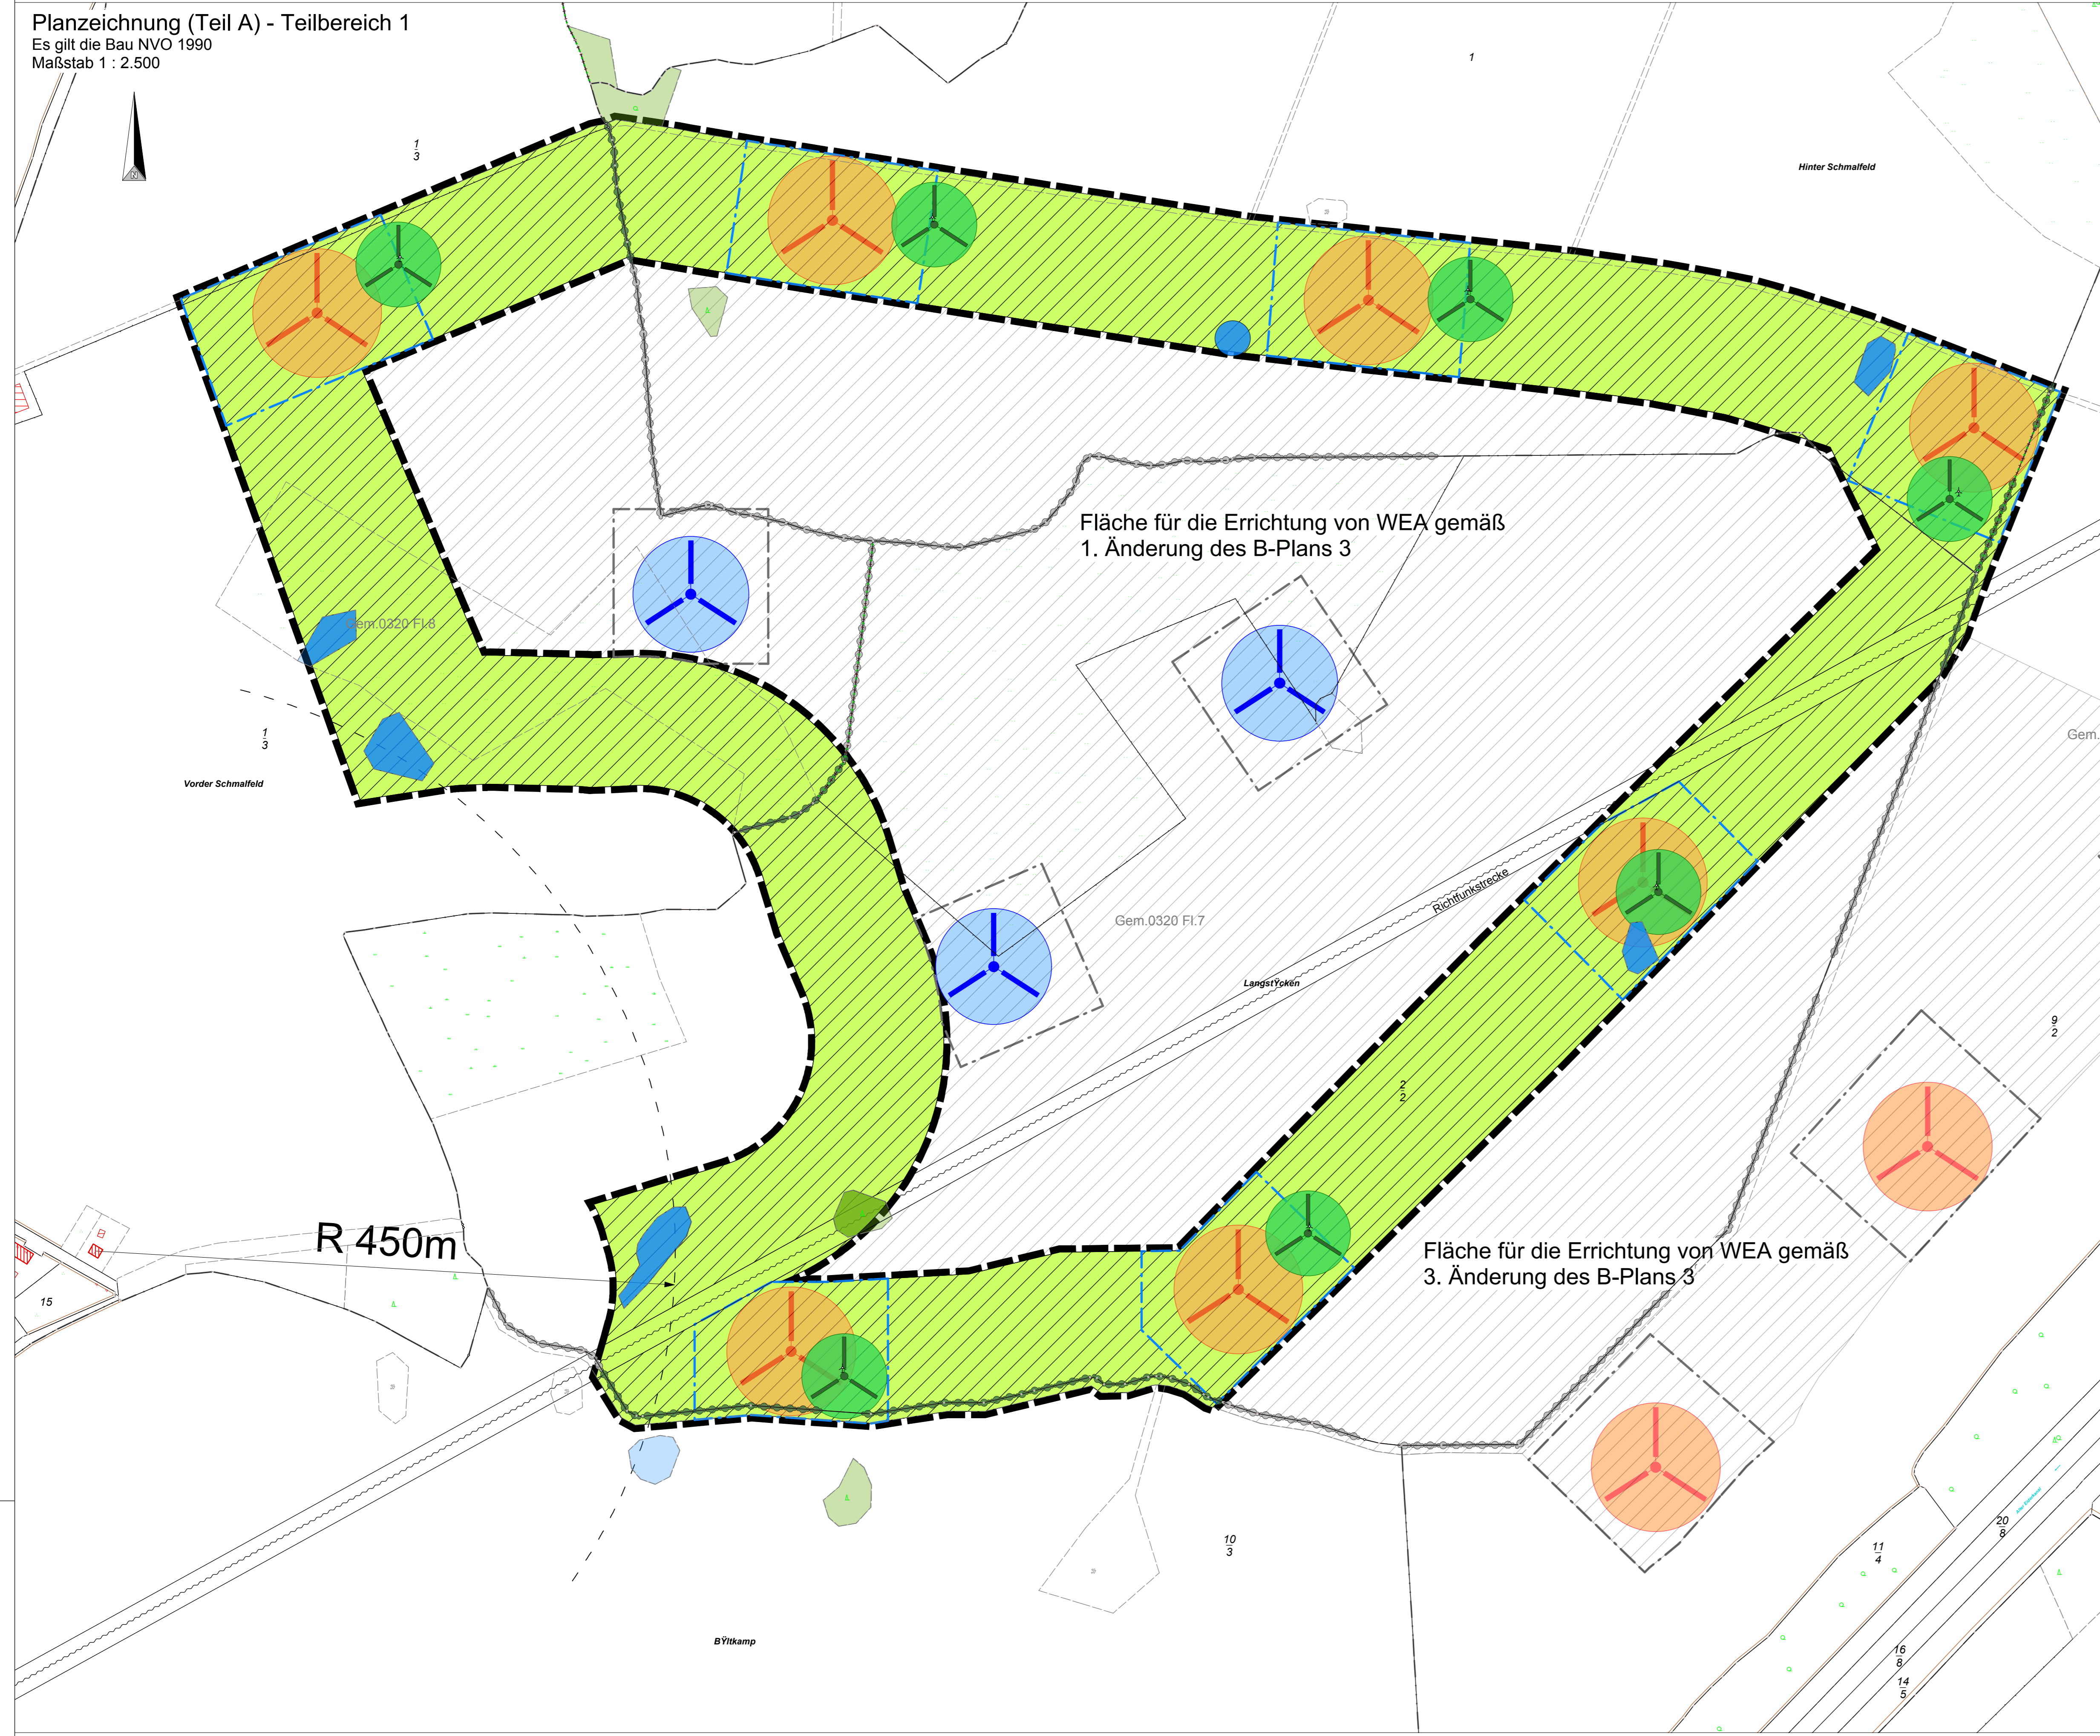 Planzeichnung (Teil A) - Teilbereich 1
Es gilt die Bau NVO 1990
Maßstab 1 : 2.500
N
1
1
3
Hinter Schmalfeld
Fläche für die Errichtung von WEA gemäß
1. Änderung des B-Plans 3
Gem.0320 Fl.8
1
3
Gem.
Vorder Schmalfeld
Richtfunkstrecke
Gem.0320 Fl.7
LangstŸcken
9
2
2
2
R 450m
Fläche für die Errichtung von WEA gemäß
3. Änderung des B-Plans 3
15
10
3
20
8
11
4
BŸltkamp
16
8
14
5